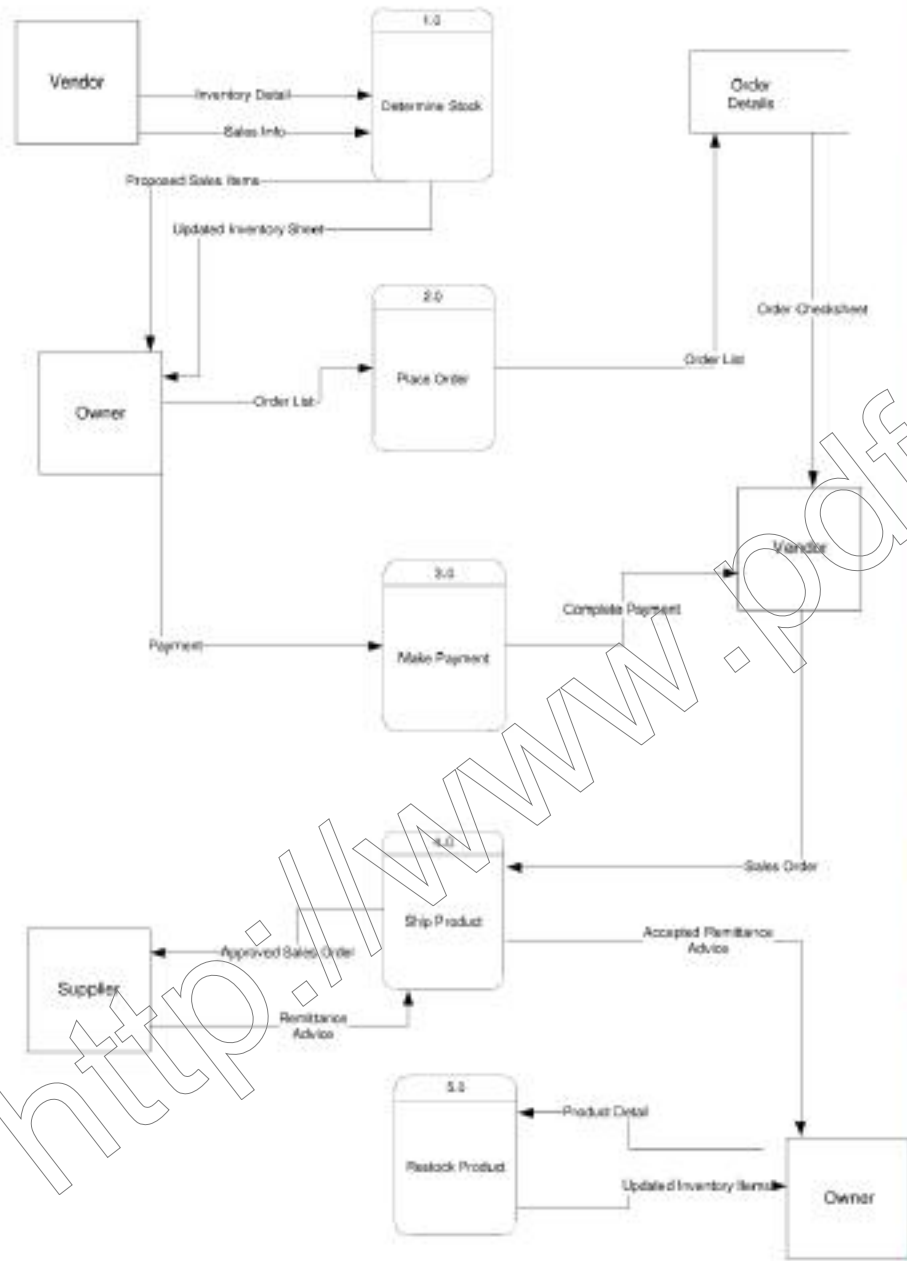 1.0
Vendor
Inventory Detail
Determine Stock
Sales Info
Order
Details
Proposed Sales Items
Updated Inventory Sheet
2.0
Order Checksheet
Place Order
Order List
Owner
Order List
Vendor
3.0
Complete Payment
Payment
Make Payment
4.0
Sales Order
Ship Product
Accepted Remittance
Advice
Approved Sales Order
Supplier
Remittance
Advice
5.0
Product Detail
Restock Product
Updated Inventory Items
Owner
http://www.pdf